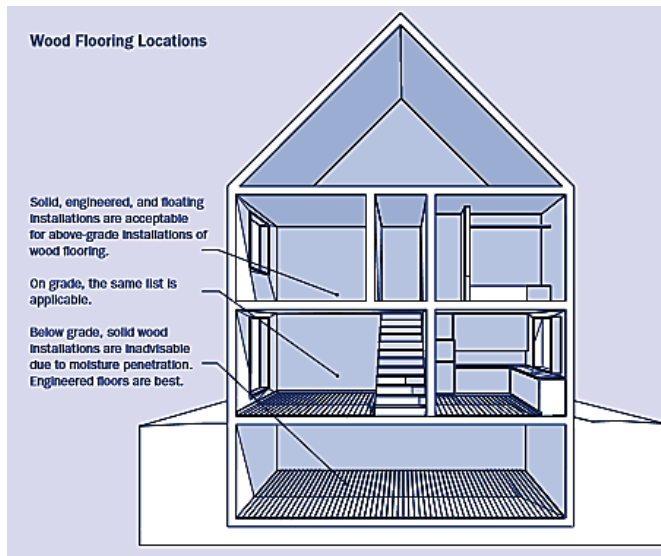 Wood Flooring Locations
Solid, engineered, and floating
installations are acceptable
for above-grade installations of
wood flooring.
On grade, the same list is
applicable.
Below grade, solid wood
installations are inadvisable
due to moisture penetration.
Engineered floors are best.